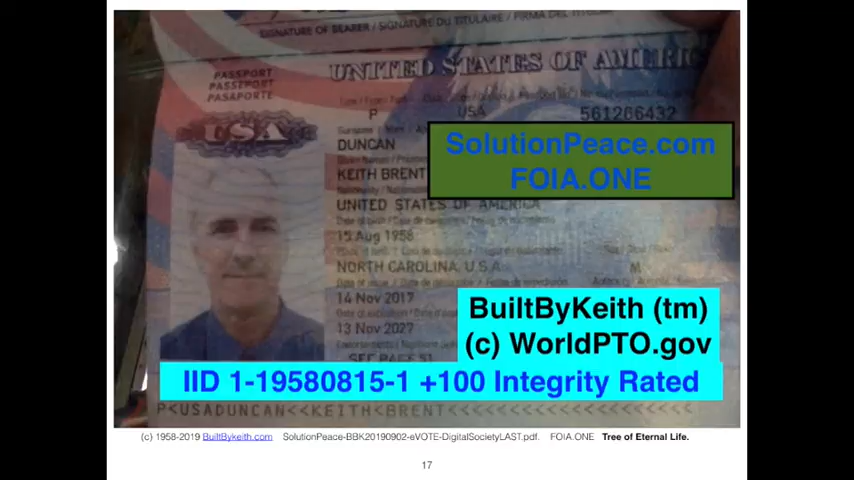 SIGNATURE OF BEARER / SIGNATURE DU TITULAIRE / FIRMA DEL TITULAR
PASSPORT
PASSEPORT
PASAPORTE
UNITED STATES OF AMERICA
P USA 561266432
USA
DUNCAN
KEITH BRENT
UNITED STATES OF AMERICA
15 Aug 1958
NORTH CAROLINA, U.S.A. M
14 Nov 2017
13 Nov 2027
SEE PAGE 51
P<USADUNCAN<<KEITH<BRENT<<<<<<<<<<<<<<<<<<<<
SolutionPeace.com
FOIA.ONE
BuiltByKeith (tm)
(c) WorldPTO.gov
IID 1-19580815-1 +100 Integrity Rated
(c) 1958-2019 BuiltBykeith.com SolutionPeace-BBK20190902-eVOTE-DigitalSocietyLAST.pdf. FOIA.ONE Tree of Eternal Life.
17